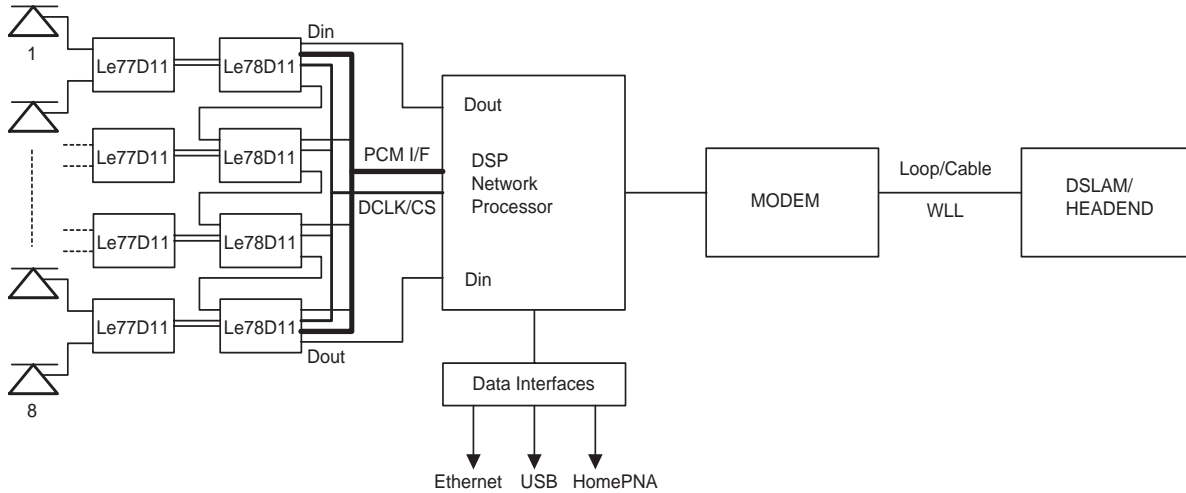 1
Le77D11
Le78D11
Din
Le77D11
Le78D11
Le77D11
Le78D11
Le77D11
Le78D11
Dout
8
PCM I/F
DCLK/CS
Dout
DSP
Network
Processor
Din
Data Interfaces
Ethernet
USB
HomePNA
MODEM
Loop/Cable
WLL
DSLAM/
HEADEND